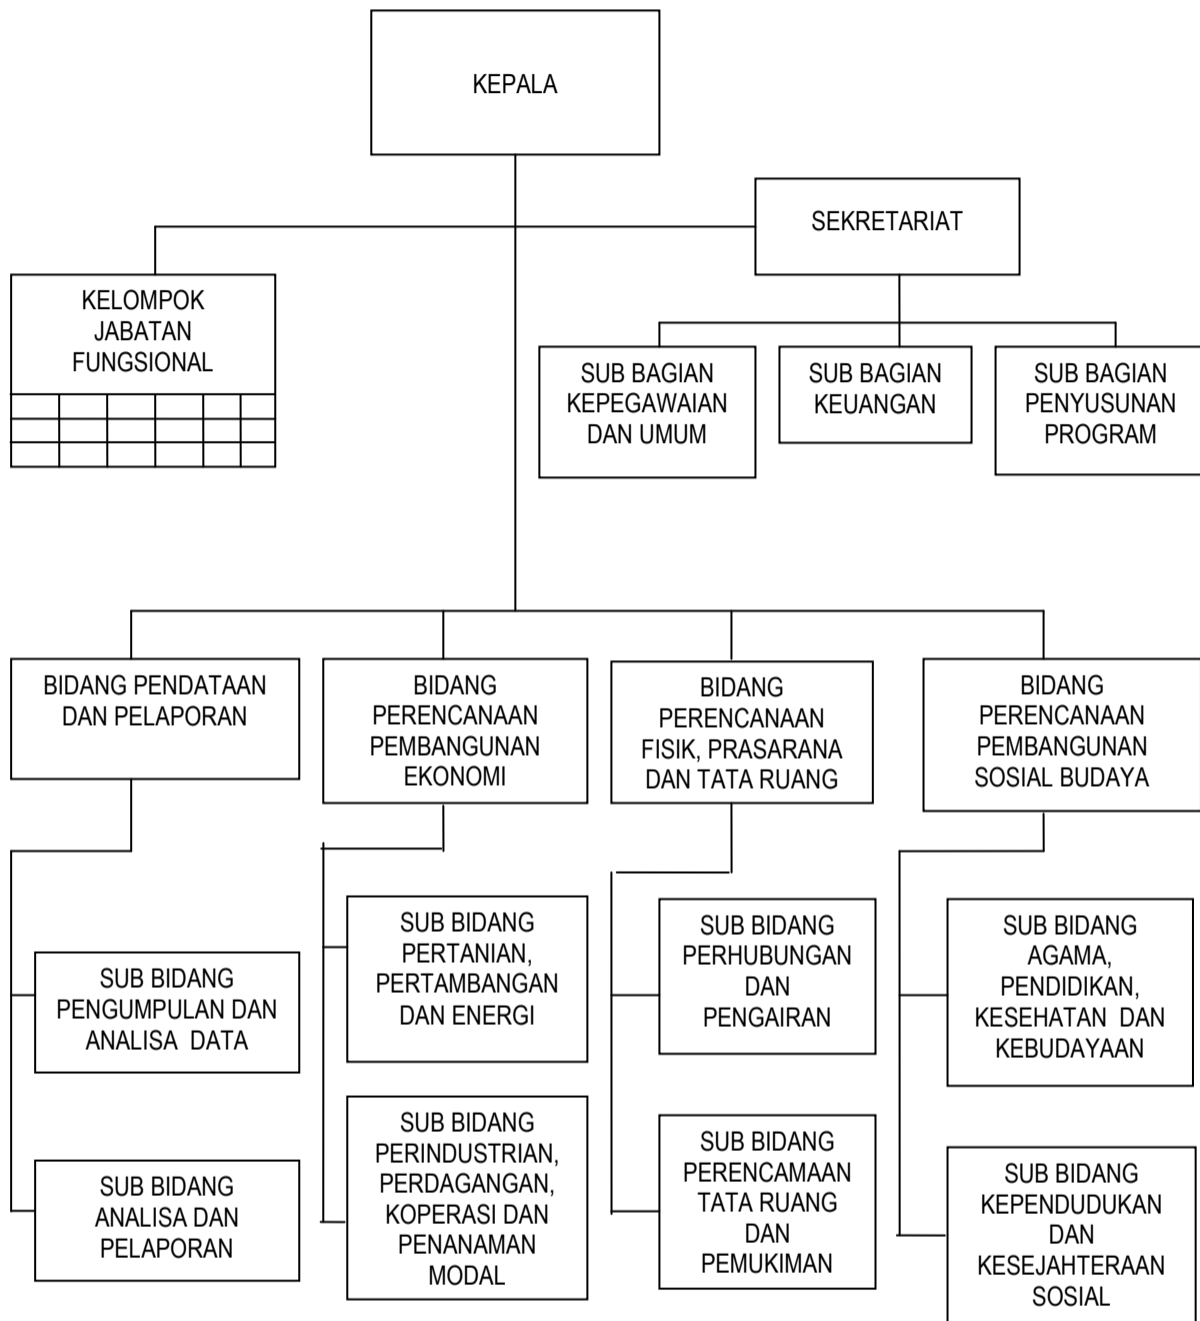 KEPALA
SEKRETARIAT
KELOMPOK
JABATAN
FUNGSIONAL
SUB BAGIAN
KEPEGAWAIAN
DAN UMUM
SUB BAGIAN
KEUANGAN
SUB BAGIAN
PENYUSUNAN
PROGRAM
BIDANG PENDATAAN
DAN PELAPORAN
BIDANG
PERENCANAAN
PEMBANGUNAN
EKONOMI
BIDANG
PERENCANAAN
FISIK, PRASARANA
DAN TATA RUANG
BIDANG
PERENCANAAN
PEMBANGUNAN
SOSIAL BUDAYA
SUB BIDANG
PENGUMPULAN DAN
ANALISA DATA
SUB BIDANG
PERTANIAN,
PERTAMBANGAN
DAN ENERGI
SUB BIDANG
PERHUBUNGAN
DAN
PENGAIRAN
SUB BIDANG
AGAMA,
PENDIDIKAN,
KESEHATAN DAN
KEBUDAYAAN
SUB BIDANG
ANALISA DAN
PELAPORAN
SUB BIDANG
PERINDUSTRIAN,
PERDAGANGAN,
KOPERASI DAN
PENANAMAN
MODAL
SUB BIDANG
PERENCAMAAN
TATA RUANG
DAN
PEMUKIMAN
SUB BIDANG
KEPENDUDUKAN
DAN
KESEJAHTERAAN
SOSIAL